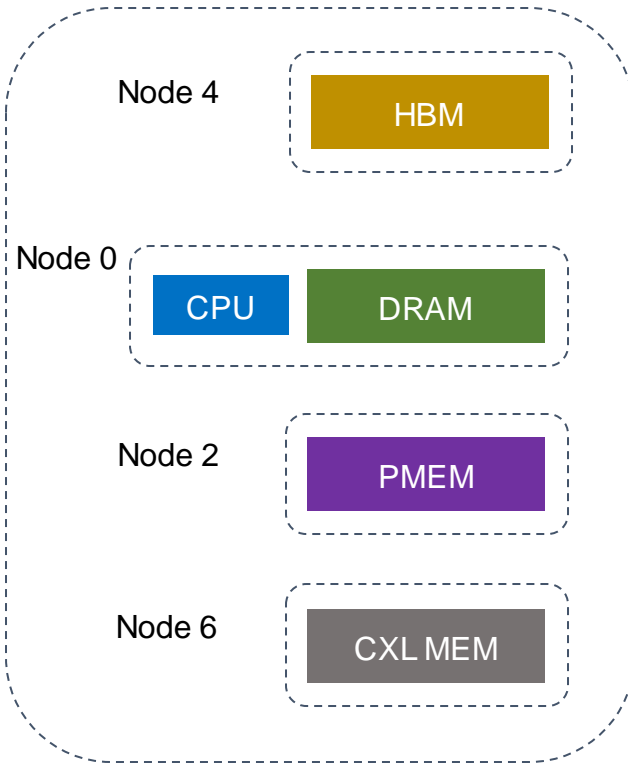 Node 4
HBM
Node 0
CPU
DRAM
Node 2
PMEM
Node 6
CXL MEM